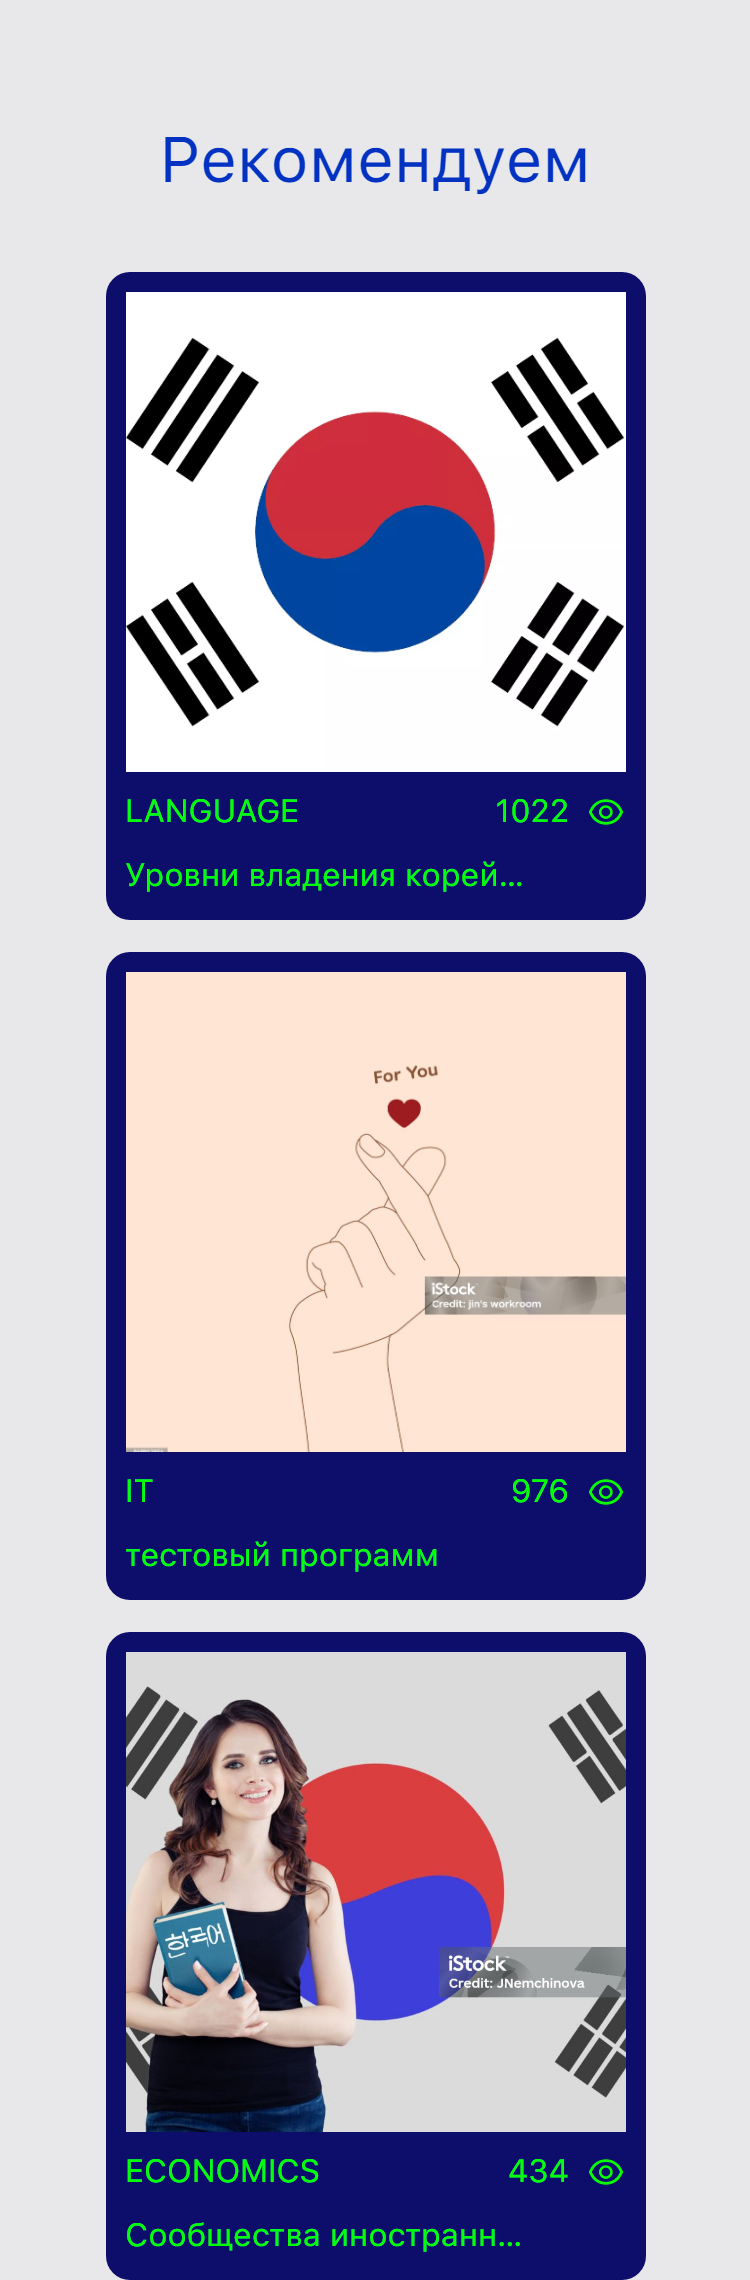 Рекомендуем
LANGUAGE 1022
Уровни владения корей...
For You
iStock
Credit: jin's workroom
IT 976
тестовый программ
한국어
iStock
Credit: JNemchinova
ECONOMICS 434
Сообщества иностранн...